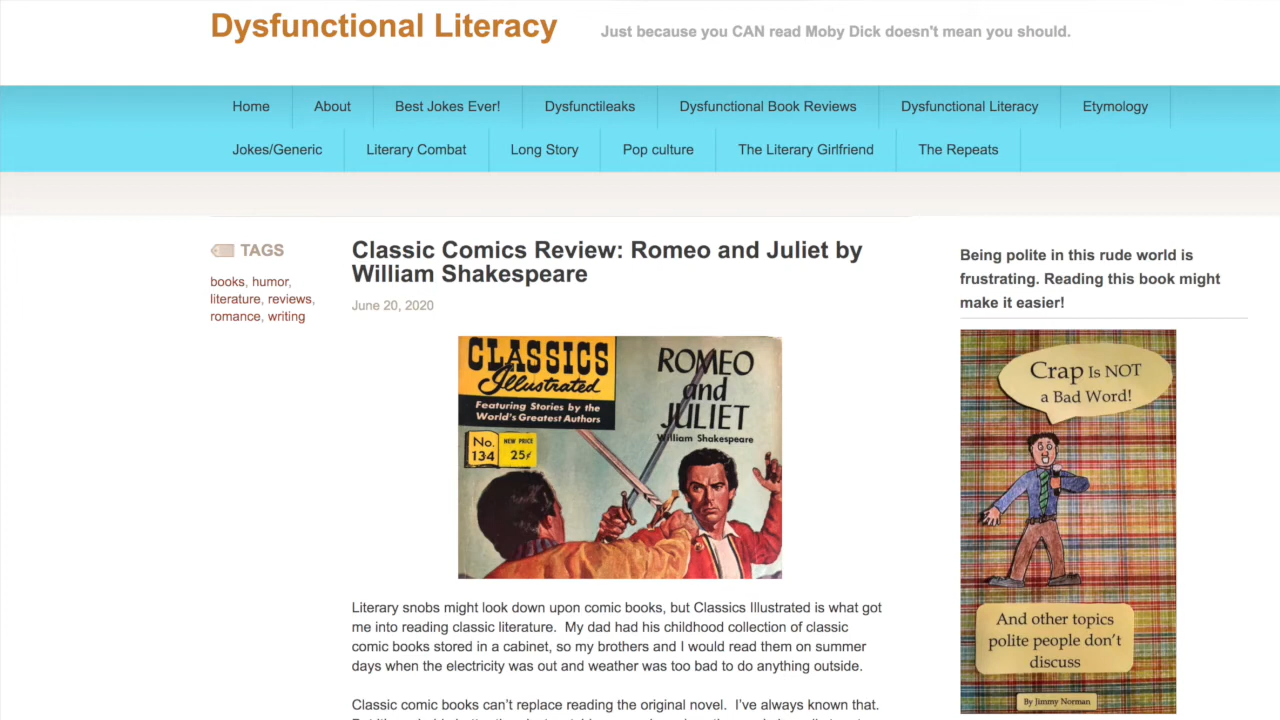 Dysfunctional Literacy
Just because you CAN read Moby Dick doesn't mean you should.
Home
About
Best Jokes Ever!
Dysfunctileaks
Dysfunctional Book Reviews
Dysfunctional Literacy
Etymology
Jokes/Generic
Literary Combat
Long Story
Pop culture
The Literary Girlfriend
The Repeats
TAGS
books, humor,
literature, reviews,
romance, writing
Classic Comics Review: Romeo and Juliet by
William Shakespeare
June 20, 2020
CLASSICS
Illustrated
Featuring Stories by the
World's Greatest Authors
No.
134
NEW PRICE
25¢
ROMEO
and
JULIET
William Shakespeare
Literary snobs might look down upon comic books, but Classics Illustrated is what got
me into reading classic literature.  My dad had his childhood collection of classic
comic books stored in a cabinet, so my brothers and I would read them on summer
days when the electricity was out and weather was too bad to do anything outside.
Classic comic books can't replace reading the original novel.  I've always known that.
Being polite in this rude world is
frustrating. Reading this book might
make it easier!
Crap Is NOT
a Bad Word!
And other topics
polite people don't
discuss
By Jimmy Norman